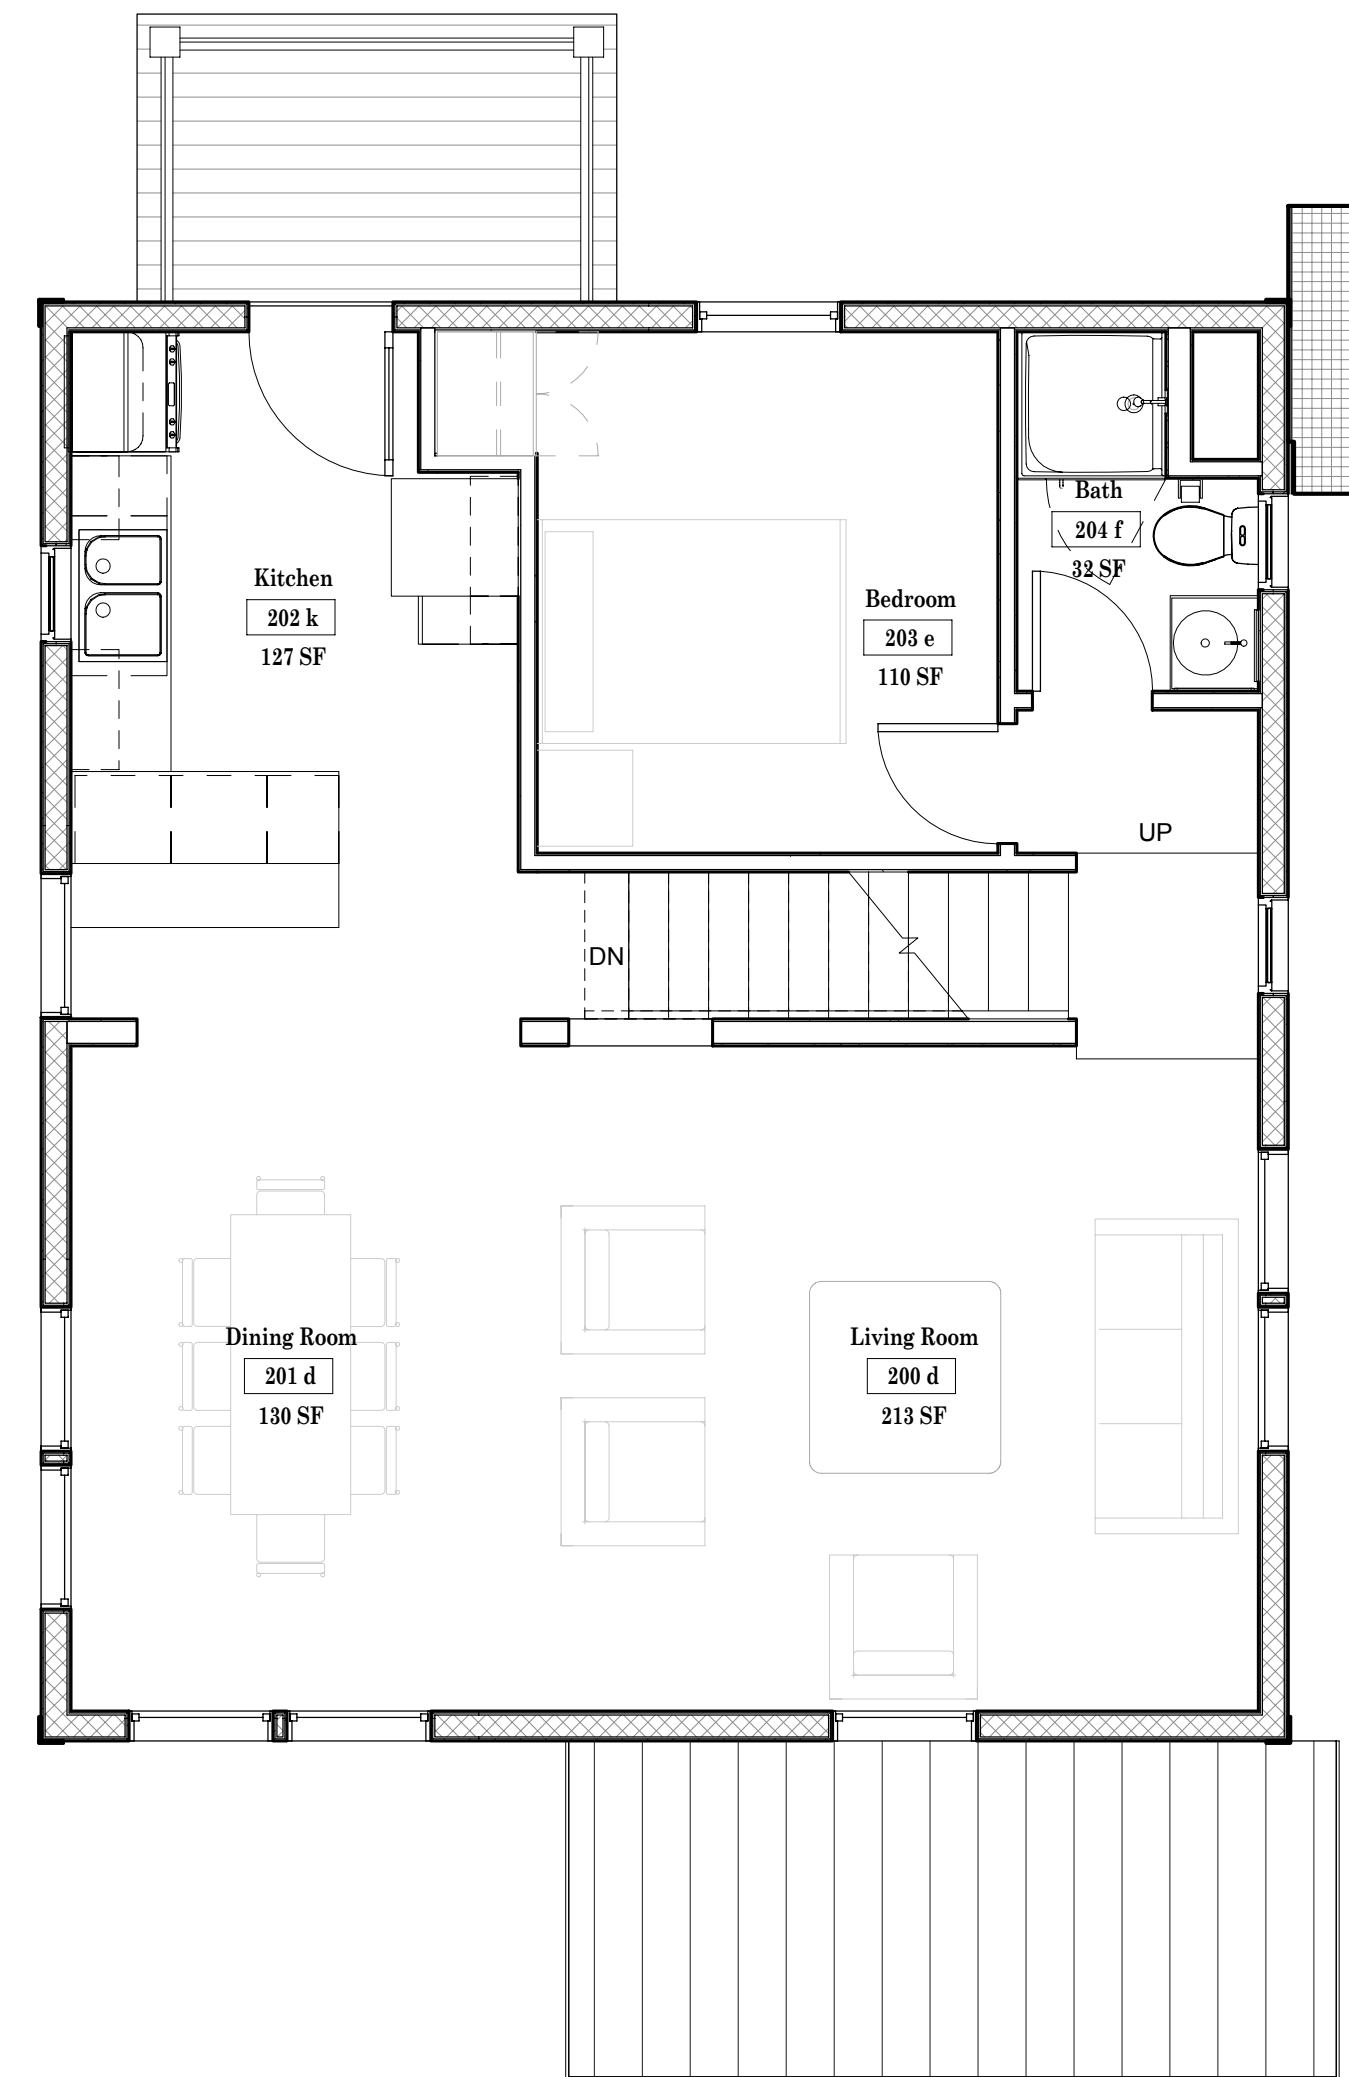 Bath
204 f
32 SF
Kitchen
202 k
127 SF
Bedroom
203 e
110 SF
UP
DN
Dining Room
201 d
130 SF
Living Room
200 d
213 SF